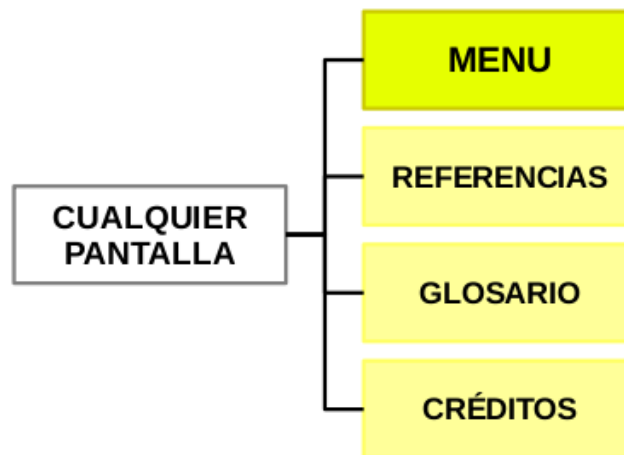 MENU
REFERENCIAS
CUALQUIER
PANTALLA
GLOSARIO
CRÉDITOS